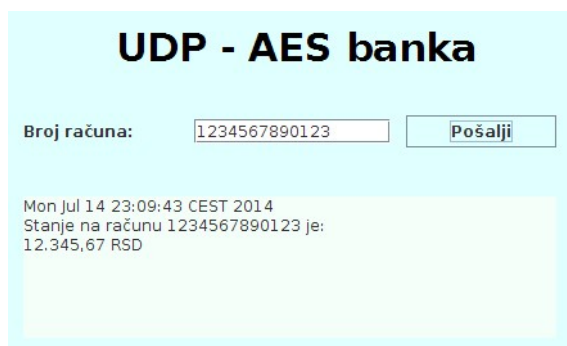 UDP - AES banka
Broj računa: 1234567890123 Pošalji
Mon Jul 14 23:09:43 CEST 2014
Stanje na računu 1234567890123 je:
12.345,67 RSD